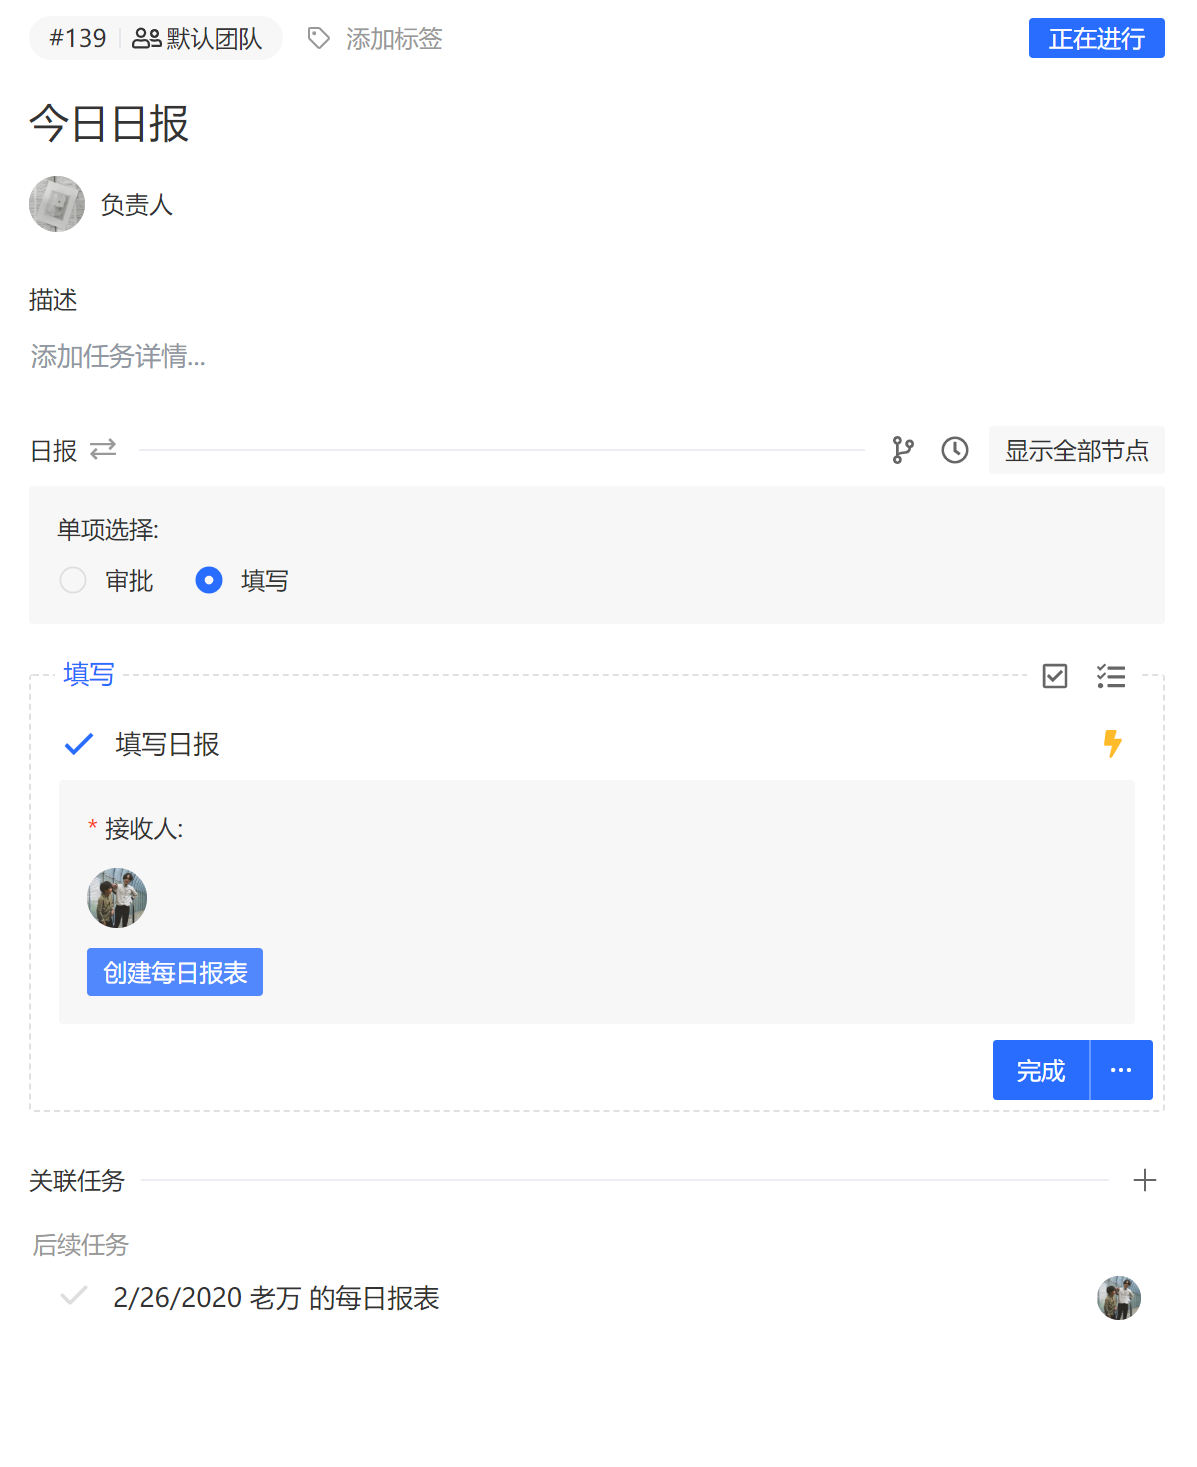 #139 默认团队 添加标签 正在进行
今日日报
负责人
描述
添加任务详情...
日报 显示全部节点
单项选择:
审批 填写
填写
填写日报
* 接收人:
创建每日报表
完成 ...
关联任务
后续任务
2/26/2020 老万 的每日报表